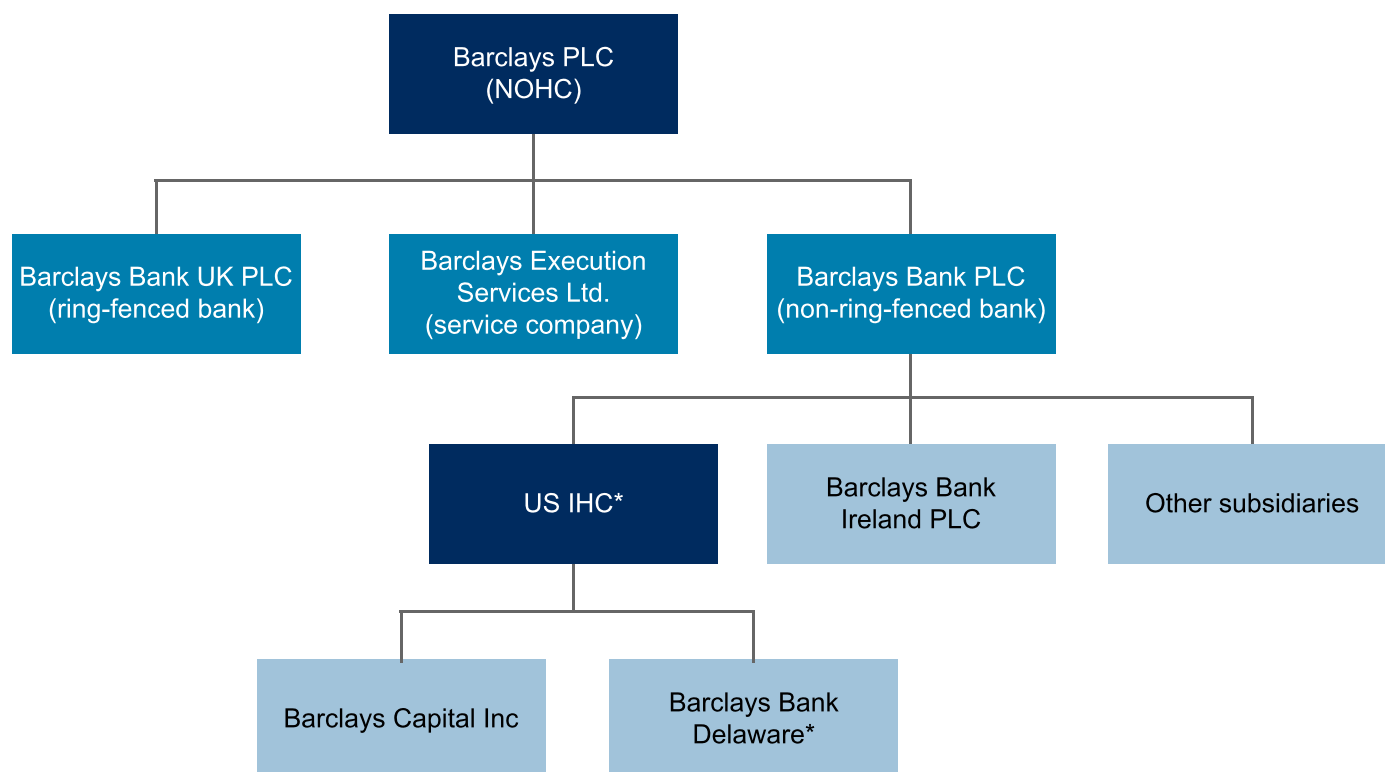 Barclays PLC
(NOHC)
Barclays Bank UK PLC
(ring-fenced bank)
Barclays Execution
Services Ltd.
(service company)
Barclays Bank PLC
(non-ring-fenced bank)
US IHC*
Barclays Bank
Ireland PLC
Other subsidiaries
Barclays Capital Inc
Barclays Bank
Delaware*